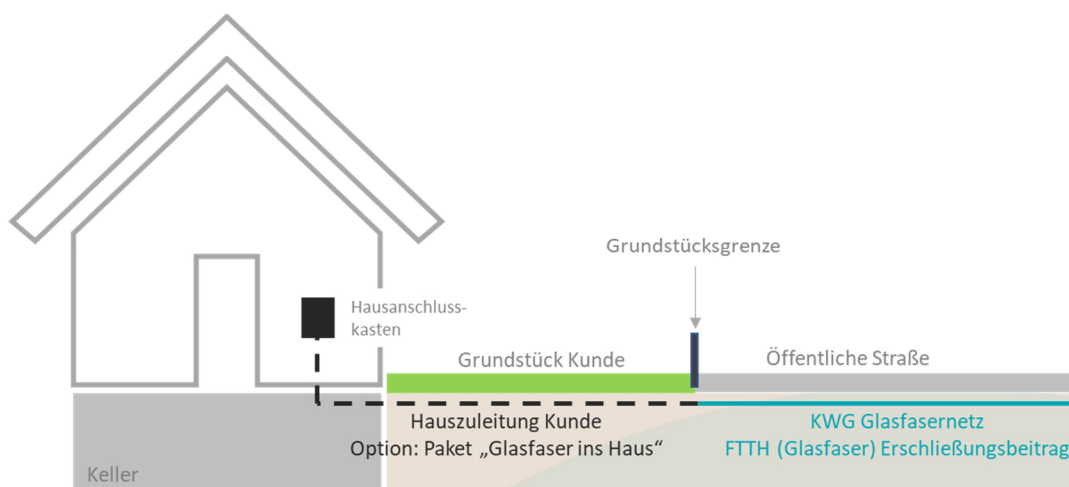 Grundstücksgrenze
Hausanschluss-
kasten
Grundstück Kunde
Öffentliche Straße
Hauszuleitung Kunde
Option: Paket „Glasfaser ins Haus“
KWG Glasfasernetz
FTTH (Glasfaser) Erschließungsbeitrag
Keller